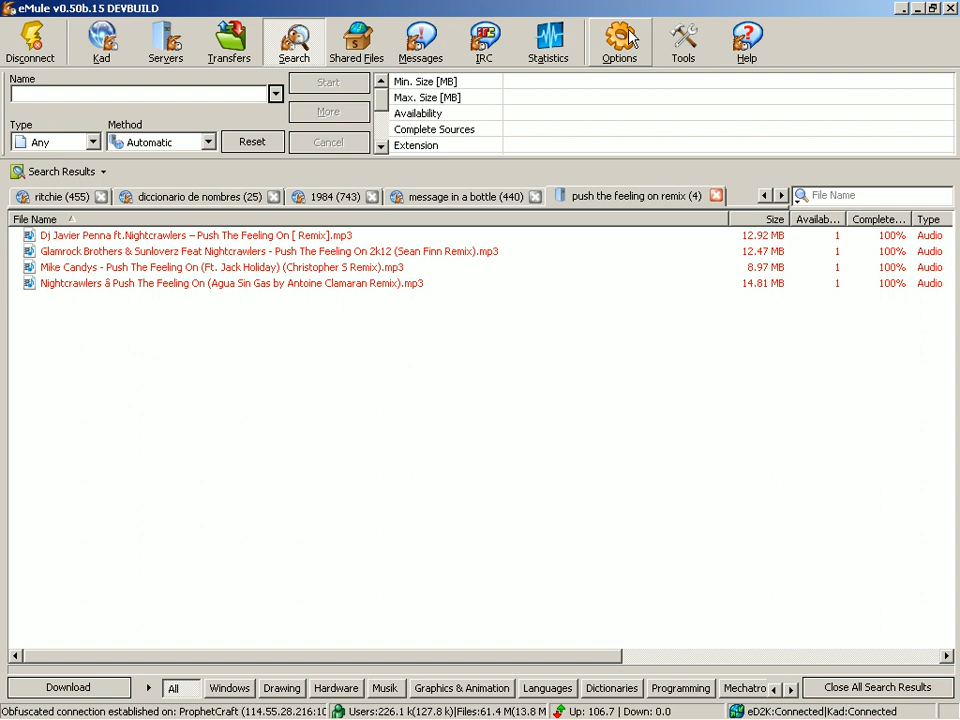 eMule v0.50b.15 DEVBUILD
Disconnect Kad Servers Transfers Search Shared Files Messages IRC Statistics Options Tools Help
Name
Start
More
Cancel
Type Method
Any Automatic Reset
Min. Size [MB]
Max. Size [MB]
Availability
Complete Sources
Extension
Search Results
ritchie (455) diccionario de nombres (25) 1984 (743) message in a bottle (440) push the feeling on remix (4) File Name
File Name Size Availab... Complete... Type
Dj Javier Penna ft.Nightcrawlers – Push The Feeling On [ Remix].mp3 12.92 MB 1 100% Audio
Glamrock Brothers & Sunloverz Feat Nightcrawlers - Push The Feeling On 2k12 (Sean Finn Remix).mp3 12.47 MB 1 100% Audio
Mike Candys - Push The Feeling On (Ft. Jack Holiday) (Christopher S Remix).mp3 8.97 MB 1 100% Audio
Nightcrawlers â Push The Feeling On (Agua Sin Gas by Antoine Clamaran Remix).mp3 14.81 MB 1 100% Audio
Download All Windows Drawing Hardware Musik Graphics & Animation Languages Dictionaries Programming Mechatro Close All Search Results
Obfuscated connection established on: ProphetCraft (114.55.28.216:10 Users:226.1 k(127.8 k)|Files:61.4 M(13.8 M Up: 106.7 | Down: 0.0 eD2K:Connected|Kad:Connected